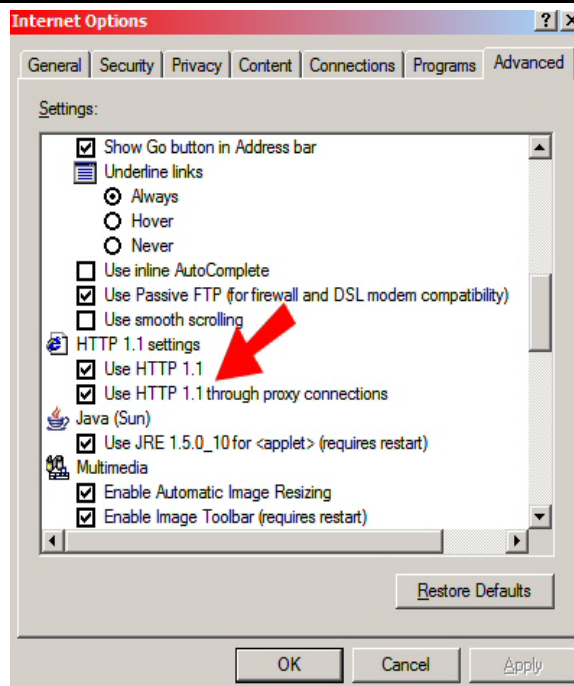 Internet Options
General Security Privacy Content Connections Programs Advanced
Settings:
Show Go button in Address bar
Underline links
Always
Hover
Never
Use inline AutoComplete
Use Passive FTP (for firewall and DSL modem compatibility)
Use smooth scrolling
HTTP 1.1 settings
Use HTTP 1.1
Use HTTP 1.1 through proxy connections
Java (Sun)
Use JRE 1.5.0_10 for <applet> (requires restart)
Multimedia
Enable Automatic Image Resizing
Enable Image Toolbar (requires restart)
Restore Defaults
OK Cancel Apply